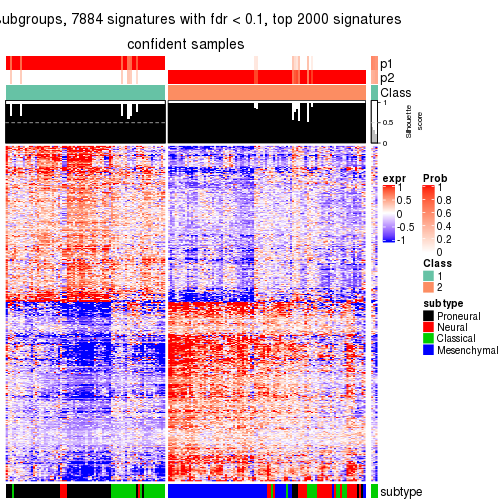 subgroups, 7884 signatures with fdr < 0.1, top 2000 signatures
confident samples
p1
p2
Class
1
0.5
0
Silhouette
score
expr
1
0.5
0
-0.5
-1
Prob
1
0.8
0.6
0.4
0.2
0
Class
1
2
subtype
Proneural
Neural
Classical
Mesenchymal
subtype